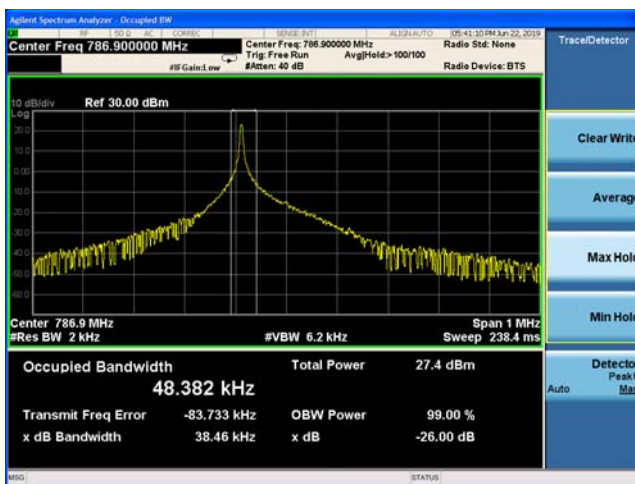 Agilent Spectrum Analyzer - Occupied BW
RF 50 Ω AC CORREC SENSE:INT ALIGN AUTO 05:41:10 PM Jun 22, 2019
Center Freq 786.900000 MHz
Center Freq: 786.900000 MHz
Radio Std: None
Trig: Free Run
Avg|Hold:> 100/100
#IFGain:Low
#Atten: 40 dB
Radio Device: BTS
10 dB/div
Ref 30.00 dBm
Log
20.0
10.0
0.00
-10.0
-20.0
-30.0
-40.0
-50.0
-60.0
Center 786.9 MHz
Span 1 MHz
#Res BW 2 kHz
#VBW 6.2 kHz
Sweep 238.4 ms
Occupied Bandwidth
Total Power 27.4 dBm
48.382 kHz
Transmit Freq Error -83.733 kHz
OBW Power 99.00 %
x dB Bandwidth 38.46 kHz
x dB -26.00 dB
MSG
STATUS
Trace/Detector
Clear Write
Average
Max Hold
Min Hold
Detecto
Peak
Auto Ma